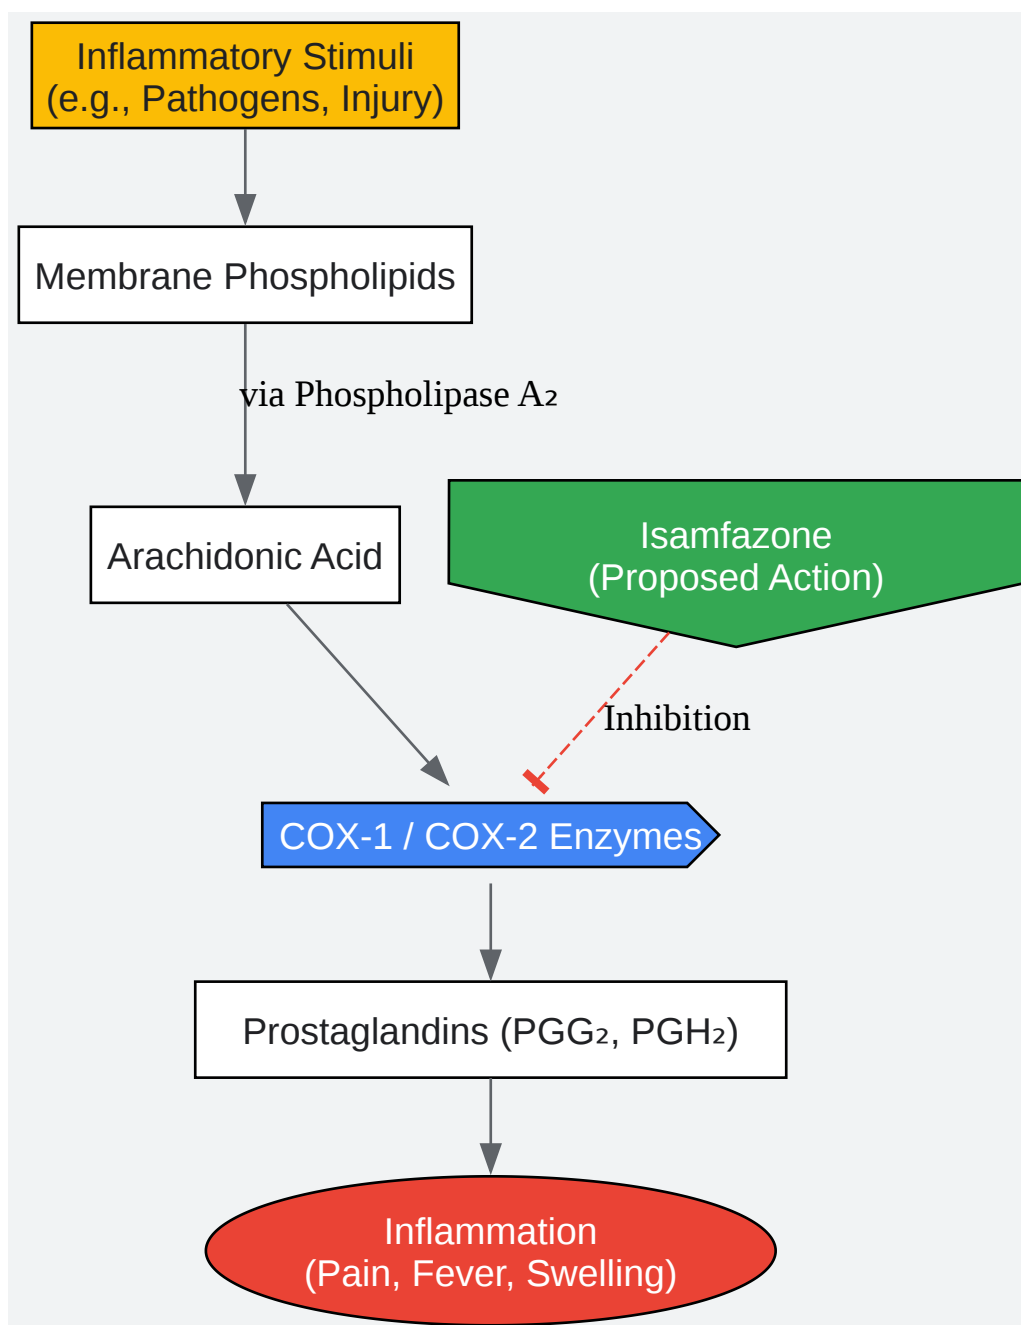 Inflammatory Stimuli
(e.g., Pathogens, Injury)
Membrane Phospholipids
via Phospholipase A₂
Arachidonic Acid
Isamfazone
(Proposed Action)
Inhibition
COX-1 / COX-2 Enzymes
Prostaglandins (PGG₂, PGH₂)
Inflammation
(Pain, Fever, Swelling)